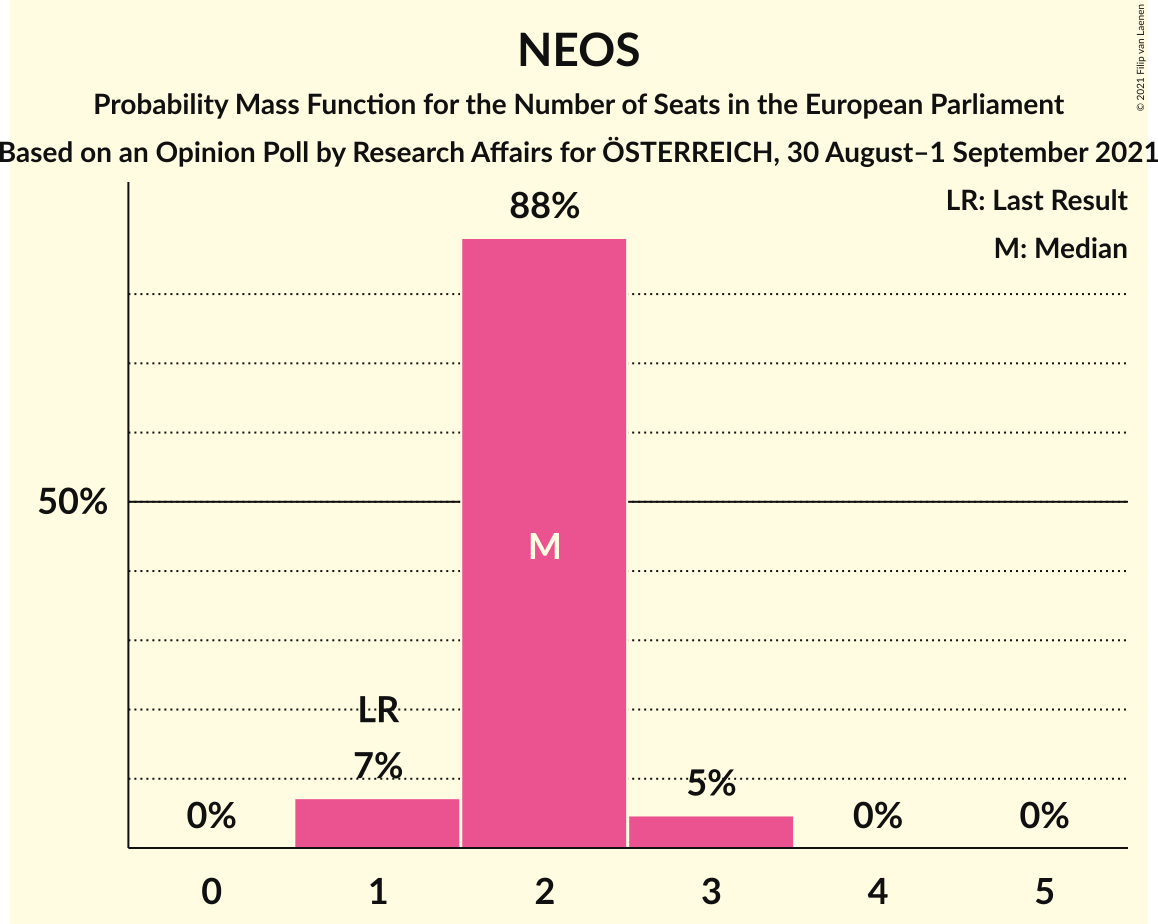 NEOS
Probability Mass Function for the Number of Seats in the European Parliament
Based on an Opinion Poll by Research Affairs for ÖSTERREICH, 30 August–1 September 2021
© 2021 Filip van Laenen
LR: Last Result
M: Median
88%
50%
M
LR
7%
5%
0%
0%
0%
0
1
2
3
4
5